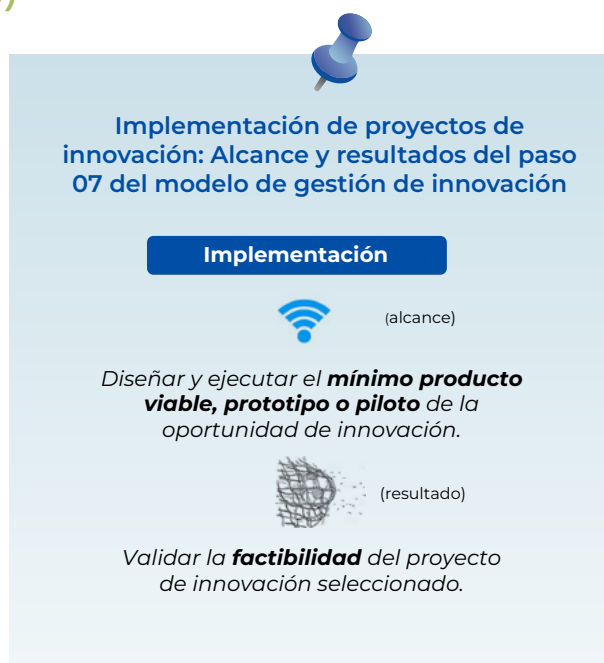 Implementación de proyectos de
innovación: Alcance y resultados del paso
07 del modelo de gestión de innovación
Implementación
(alcance)
Diseñar y ejecutar el mínimo producto
viable, prototipo o piloto de la
oportunidad de innovación.
(resultado)
Validar la factibilidad del proyecto
de innovación seleccionado.